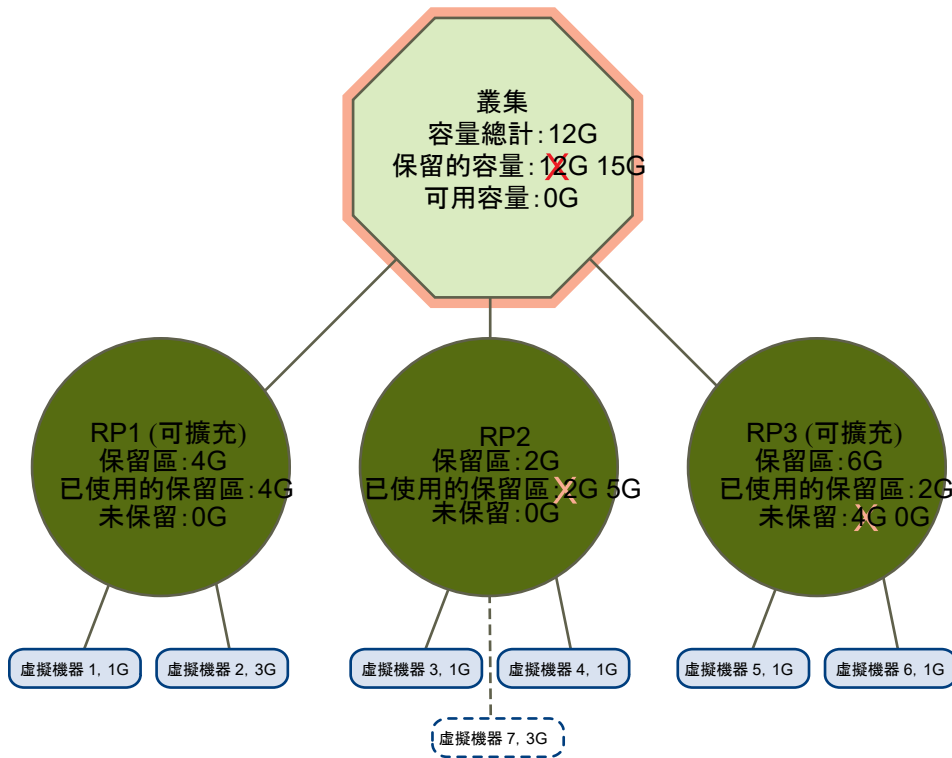 叢集
容量總計：12G
保留的容量：12G 15G
可用容量：0G
RP1 (可擴充)
保留區：4G
已使用的保留區：4G
未保留：0G
RP2
保留區：2G
已使用的保留區：2G 5G
未保留：0G
RP3 (可擴充)
保留區：6G
已使用的保留區：2G
未保留：4G 0G
虛擬機器 1, 1G
虛擬機器 2, 3G
虛擬機器 3, 1G
虛擬機器 4, 1G
虛擬機器 5, 1G
虛擬機器 6, 1G
虛擬機器 7, 3G